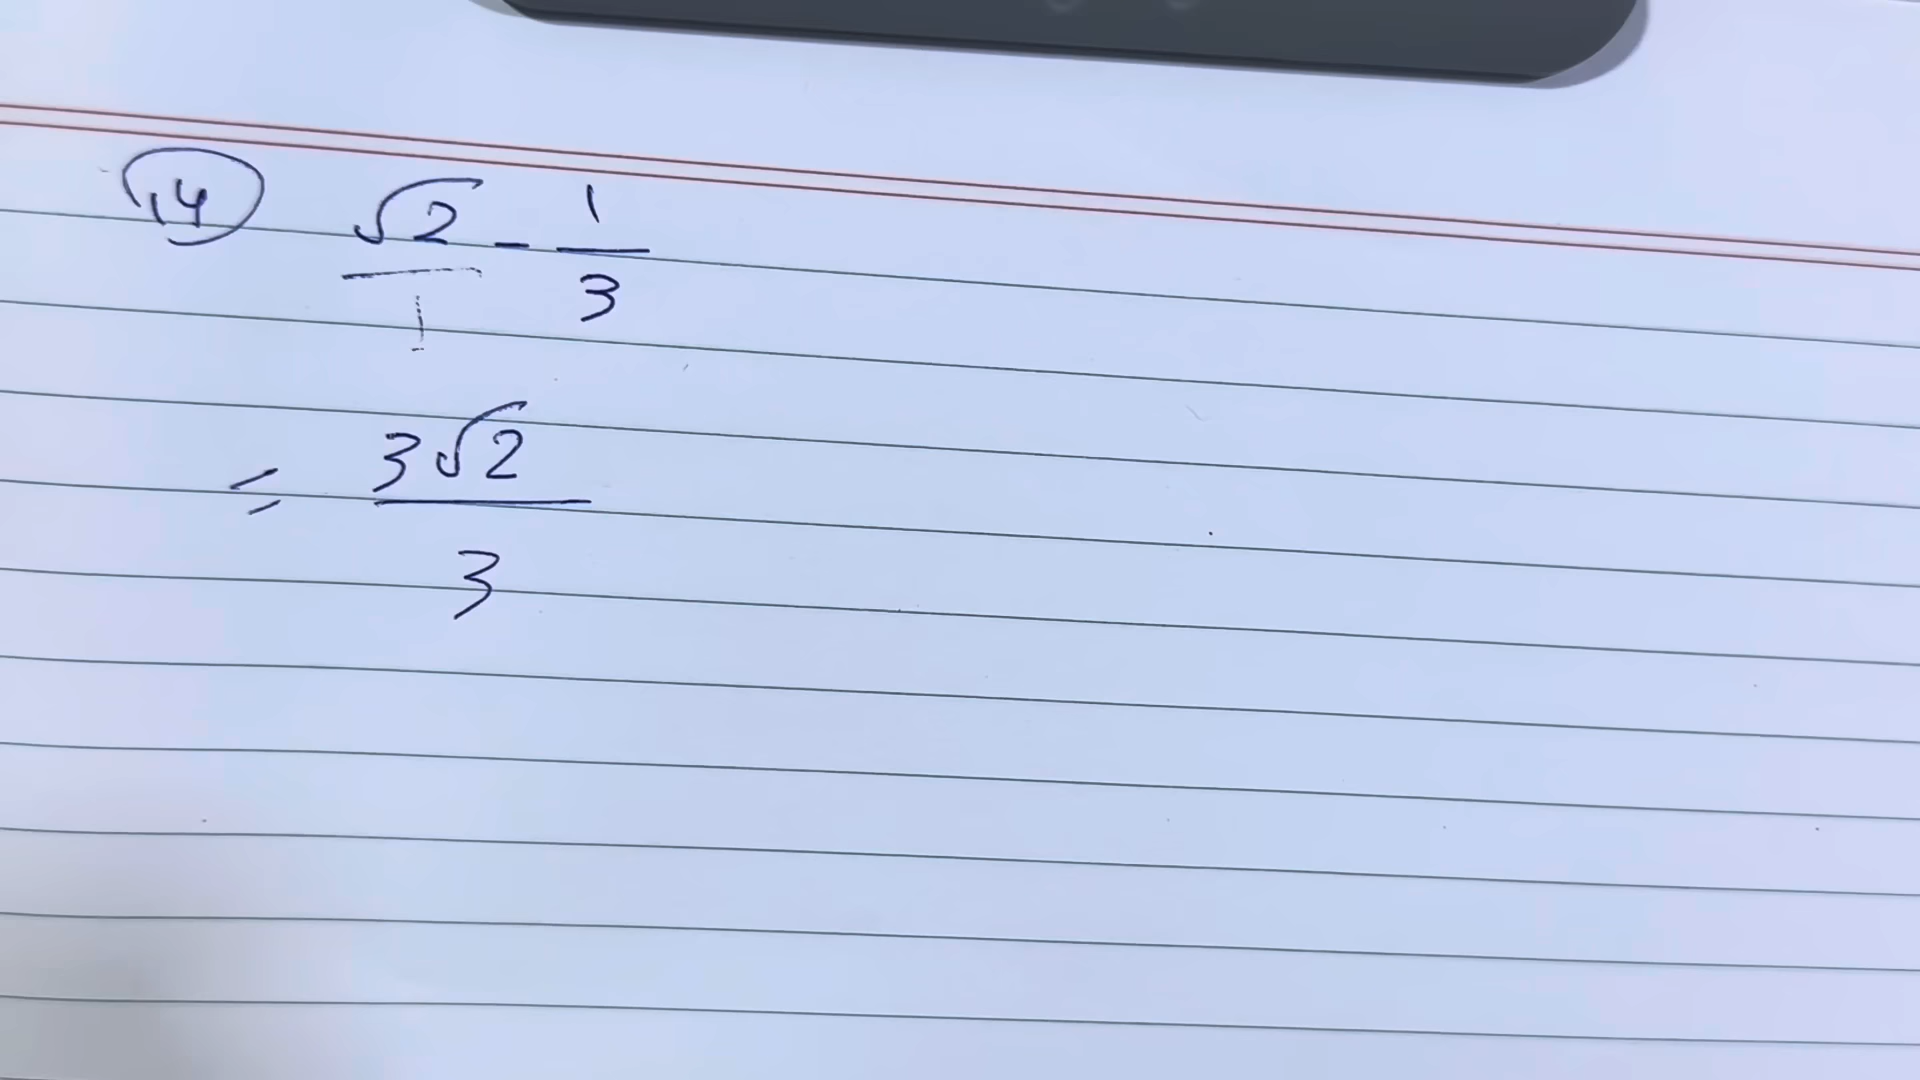 (14) √2/1 - 1/3
= 3√2/3